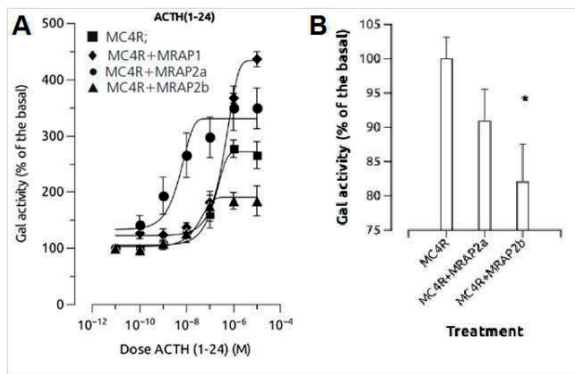 A
ACTH(1-24)
MC4R;
MC4R+MRAP1
MC4R+MRAP2a
MC4R+MRAP2b
Gal activity (% of the basal)
500
400
300
200
100
0
10⁻¹² 10⁻¹⁰ 10⁻⁸ 10⁻⁶ 10⁻⁴
Dose ACTH (1-24) (M)
B
Gal activity (% of the basal)
105
100
95
90
85
80
75
*
MC4R
MC4R+MRAP2a
MC4R+MRAP2b
Treatment